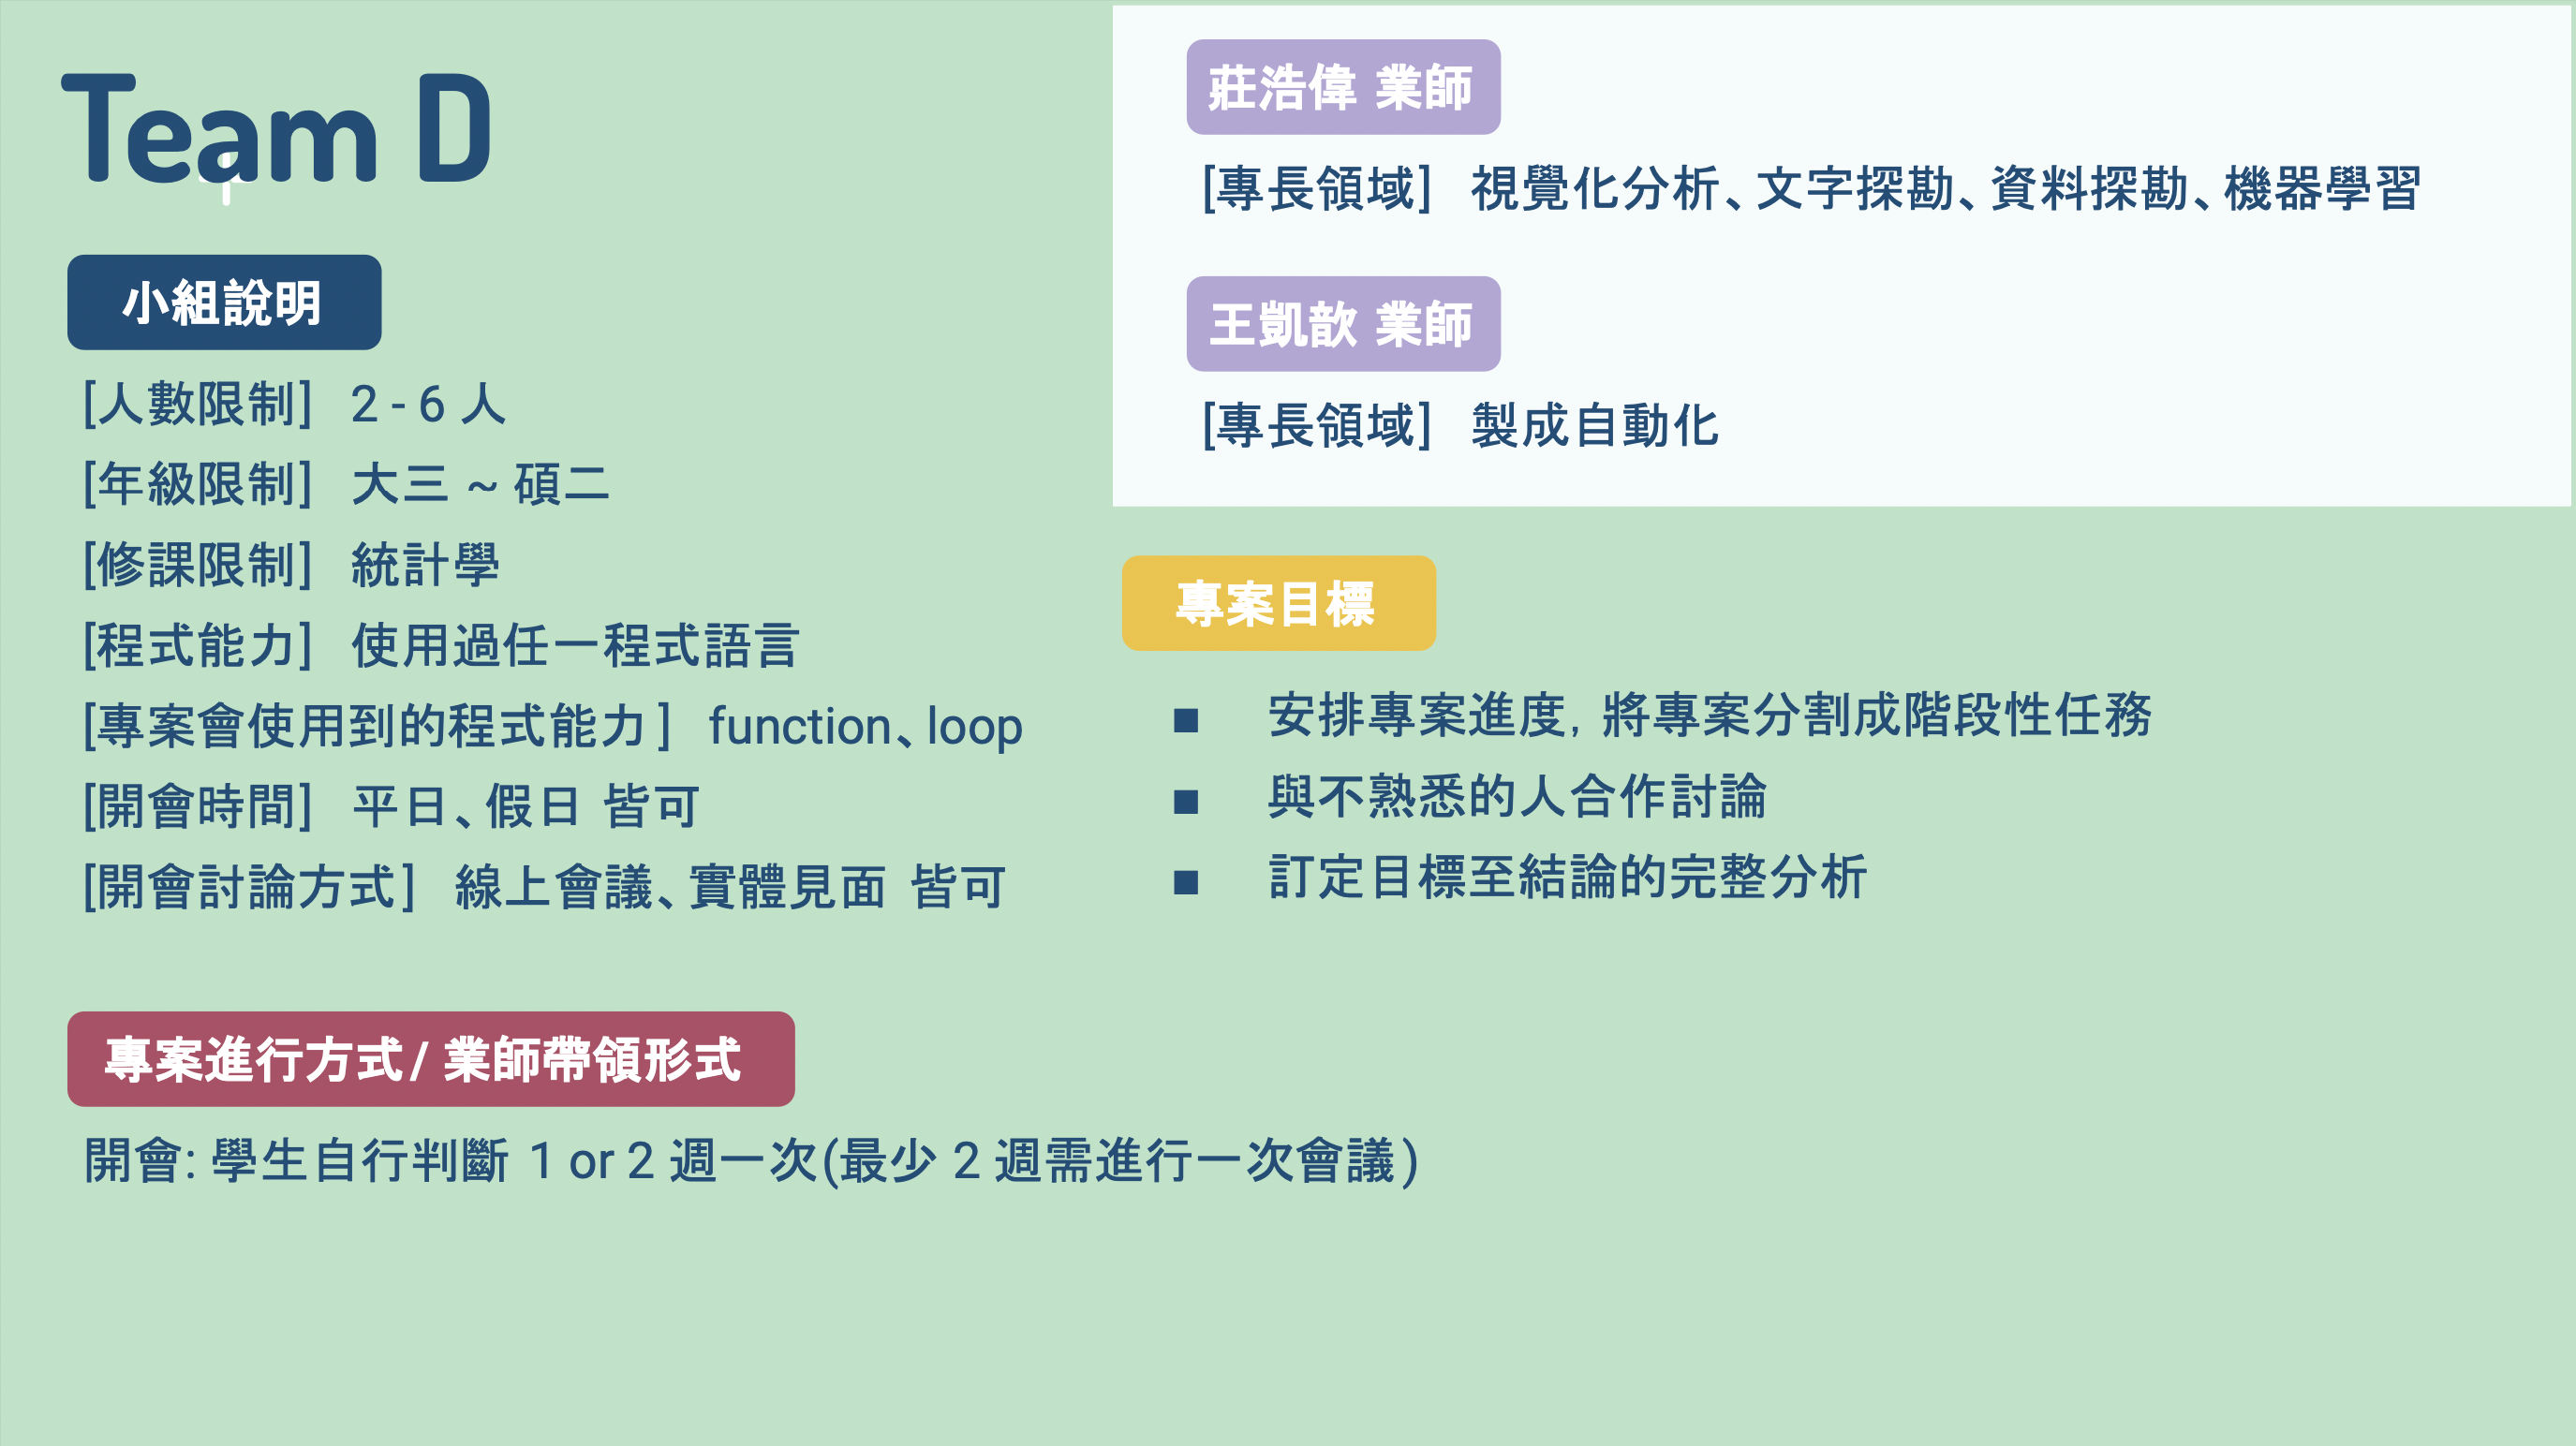 Team D
小組說明
[人數限制] 2 - 6 人
[年級限制] 大三 ~ 碩二
[修課限制] 統計學
[程式能力] 使用過任一程式語言
[專案會使用到的程式能力] function、loop
[開會時間] 平日、假日 皆可
[開會討論方式] 線上會議、實體見面 皆可
專案進行方式/ 業師帶領形式
開會: 學生自行判斷 1 or 2 週一次(最少 2 週需進行一次會議)
莊浩偉 業師
[專長領域] 視覺化分析、文字探勘、資料探勘、機器學習
王凱歆 業師
[專長領域] 製成自動化
專案目標
■ 安排專案進度, 將專案分割成階段性任務
■ 與不熟悉的人合作討論
■ 訂定目標至結論的完整分析